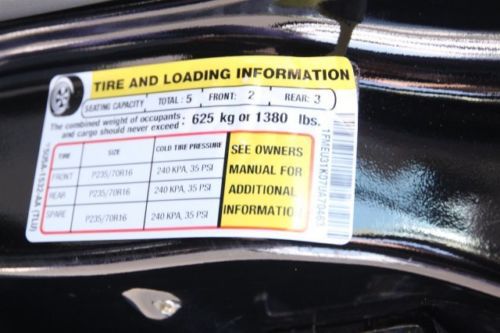 TIRE AND LOADING INFORMATION
SEATING CAPACITY TOTAL: 5 FRONT: 2 REAR: 3
The combined weight of occupants and cargo should never exceed: 625 kg or 1380 lbs.
TIRE SIZE COLD TIRE PRESSURE
FRONT P235/70R16 240 KPA, 35 PSI
REAR P235/70R16 240 KPA, 35 PSI
SPARE P235/70R16 240 KPA, 35 PSI
SEE OWNERS
MANUAL FOR
ADDITIONAL
INFORMATION